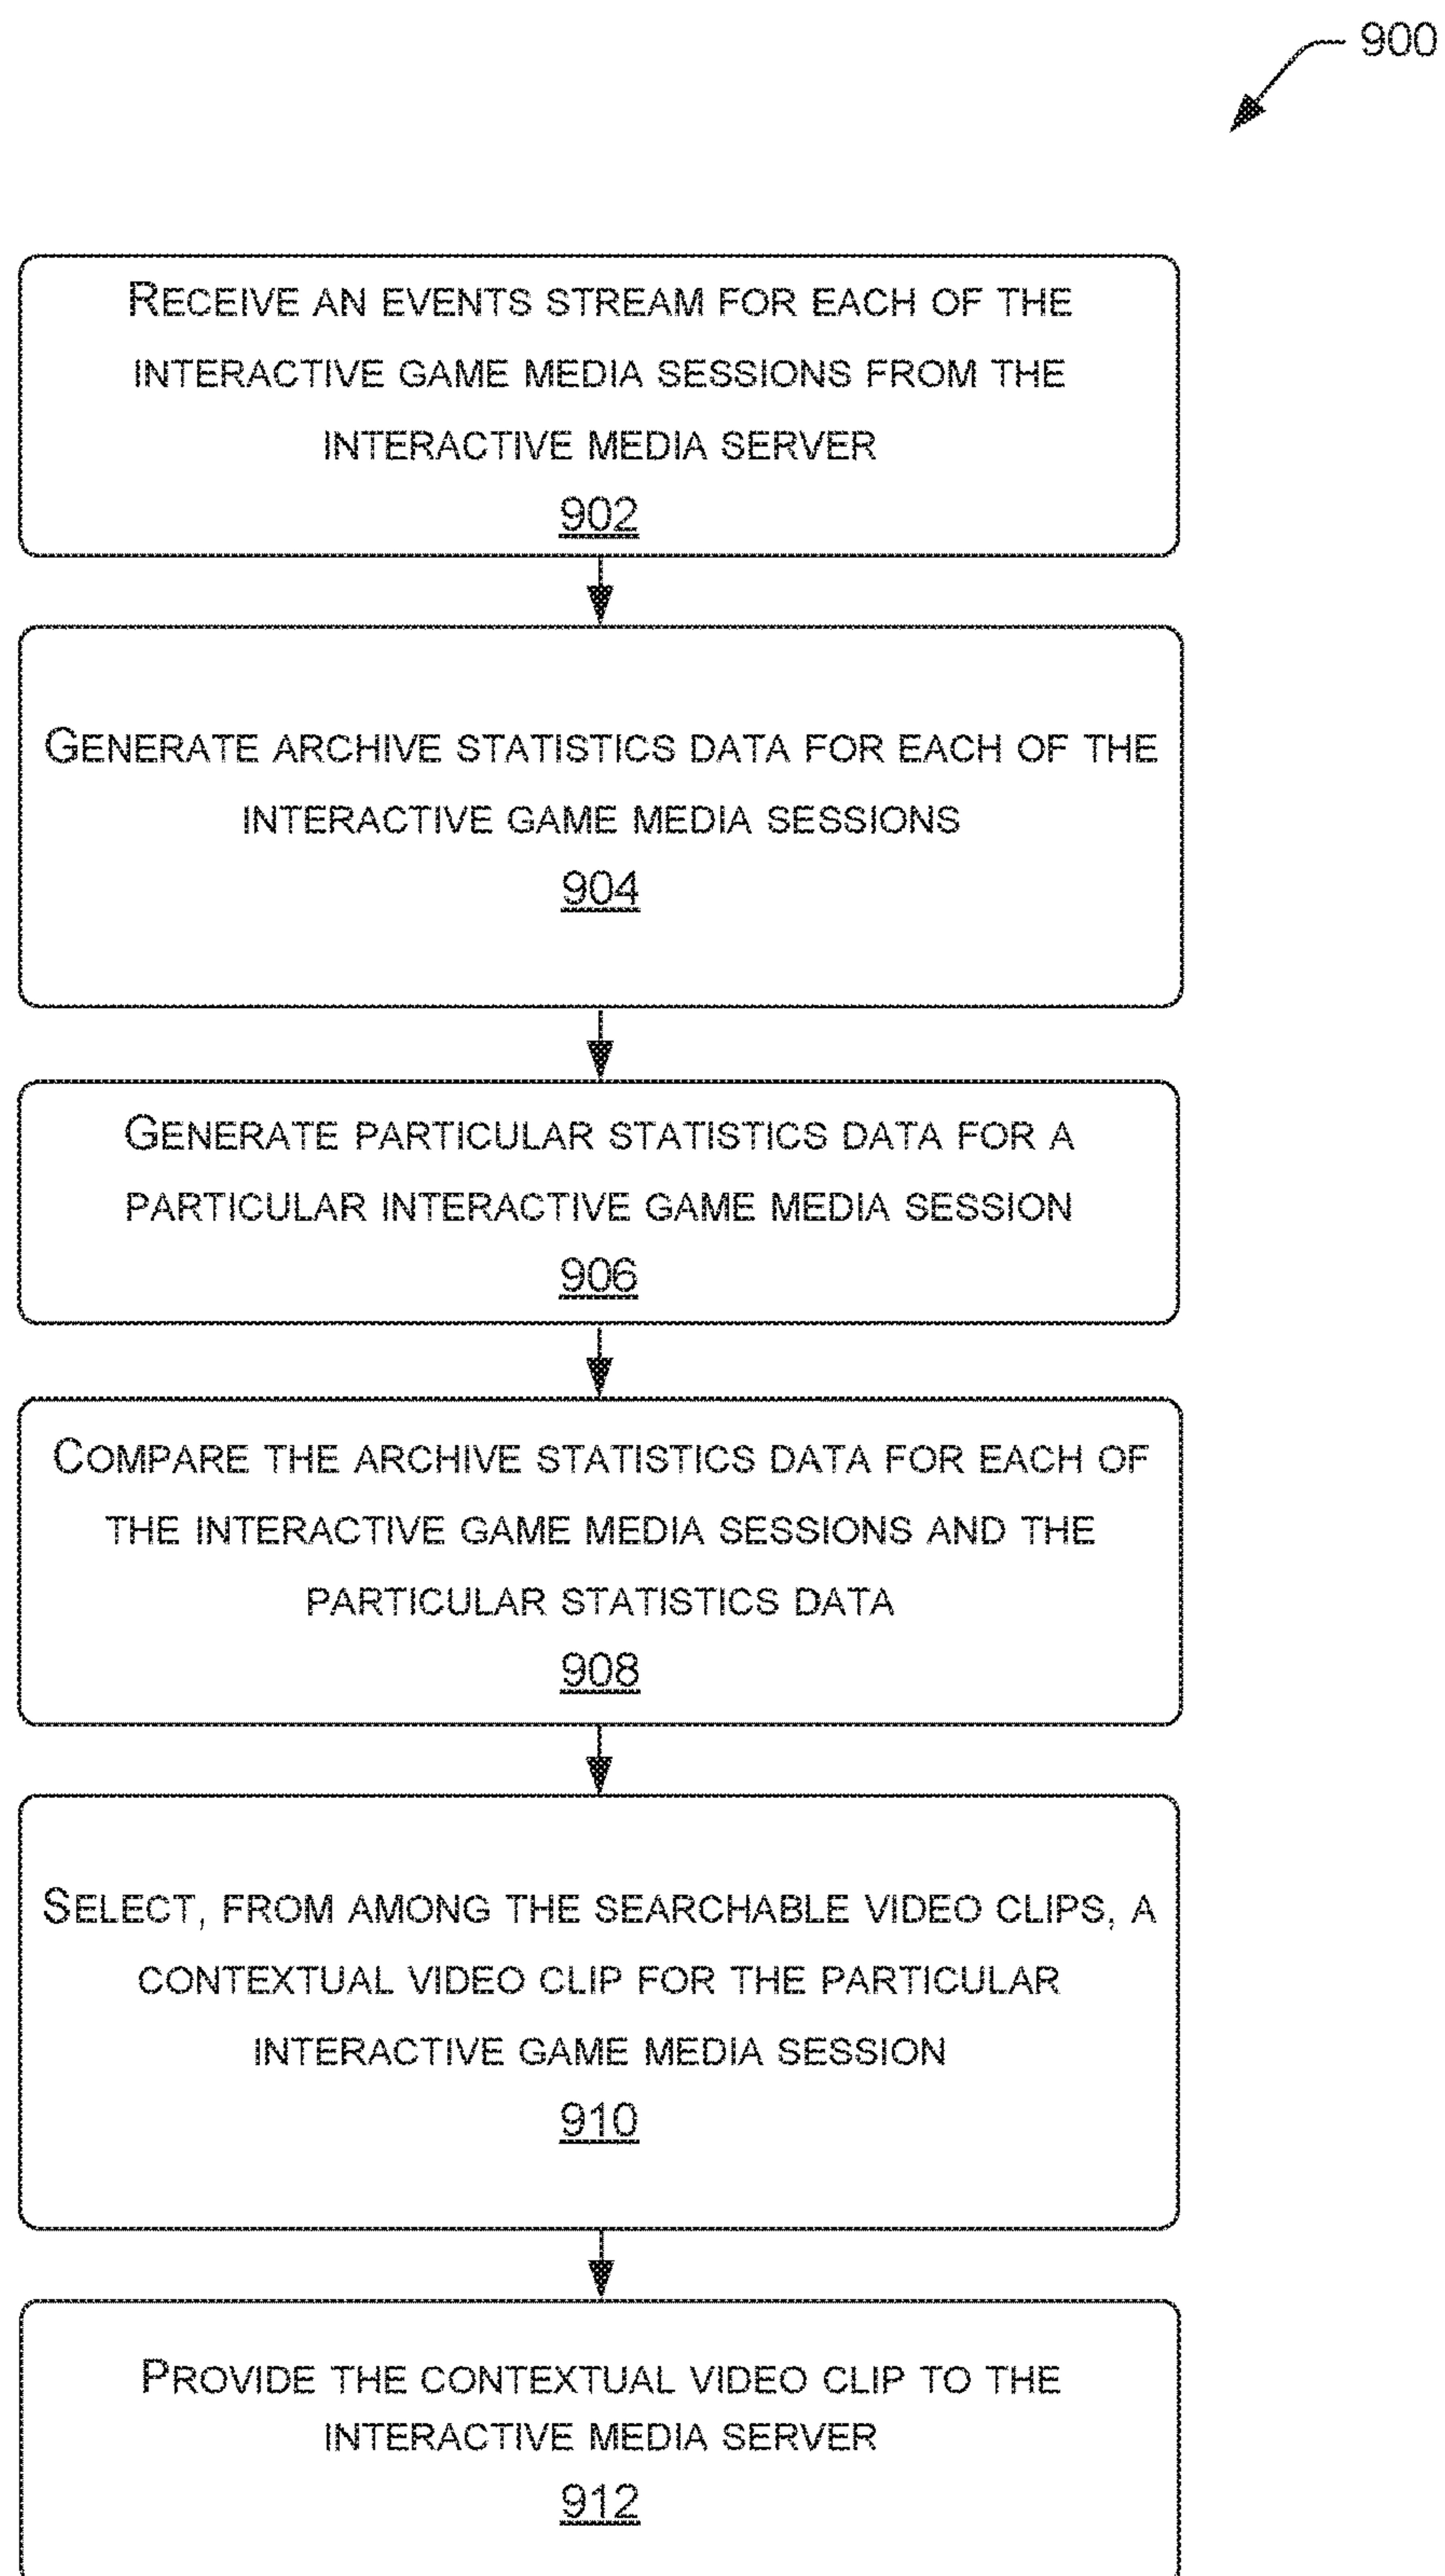 900
RECEIVE AN EVENTS STREAM FOR EACH OF THE
INTERACTIVE GAME MEDIA SESSIONS FROM THE
INTERACTIVE MEDIA SERVER
902
GENERATE ARCHIVE STATISTICS DATA FOR EACH OF THE
INTERACTIVE GAME MEDIA SESSIONS
904
GENERATE PARTICULAR STATISTICS DATA FOR A
PARTICULAR INTERACTIVE GAME MEDIA SESSION
906
COMPARE THE ARCHIVE STATISTICS DATA FOR EACH OF
THE INTERACTIVE GAME MEDIA SESSIONS AND THE
PARTICULAR STATISTICS DATA
908
SELECT, FROM AMONG THE SEARCHABLE VIDEO CLIPS, A
CONTEXTUAL VIDEO CLIP FOR THE PARTICULAR
INTERACTIVE GAME MEDIA SESSION
910
PROVIDE THE CONTEXTUAL VIDEO CLIP TO THE
INTERACTIVE MEDIA SERVER
912